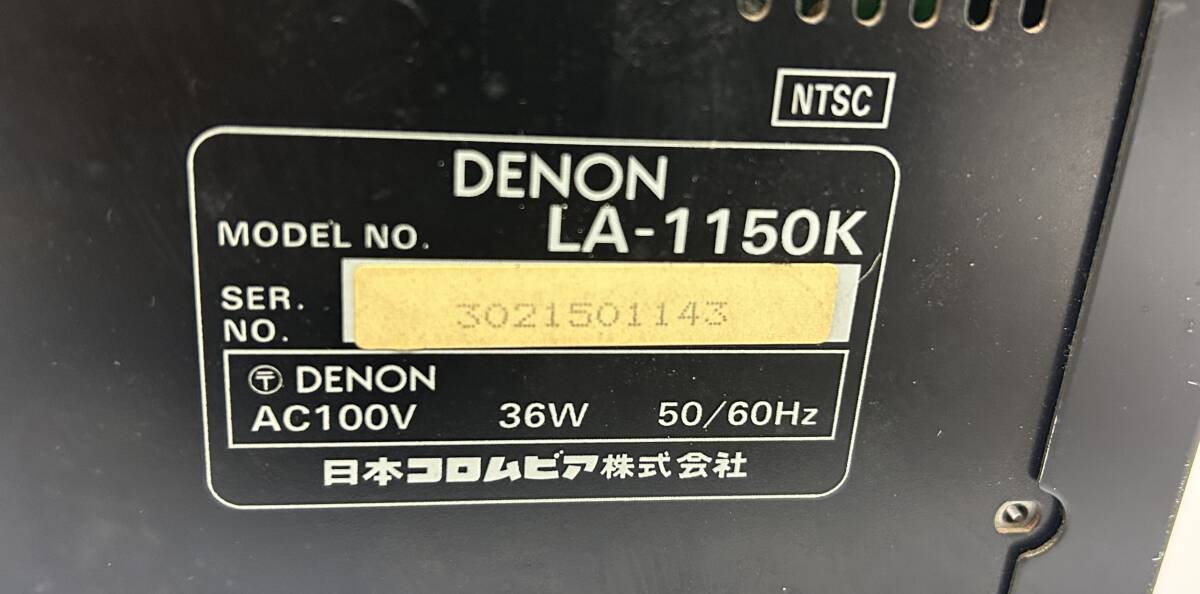 NTSC
DENON
MODEL NO. LA-1150K
SER. NO. 3021501143
〒 DENON
AC100V 36W 50/60Hz
日本コロムビア株式会社